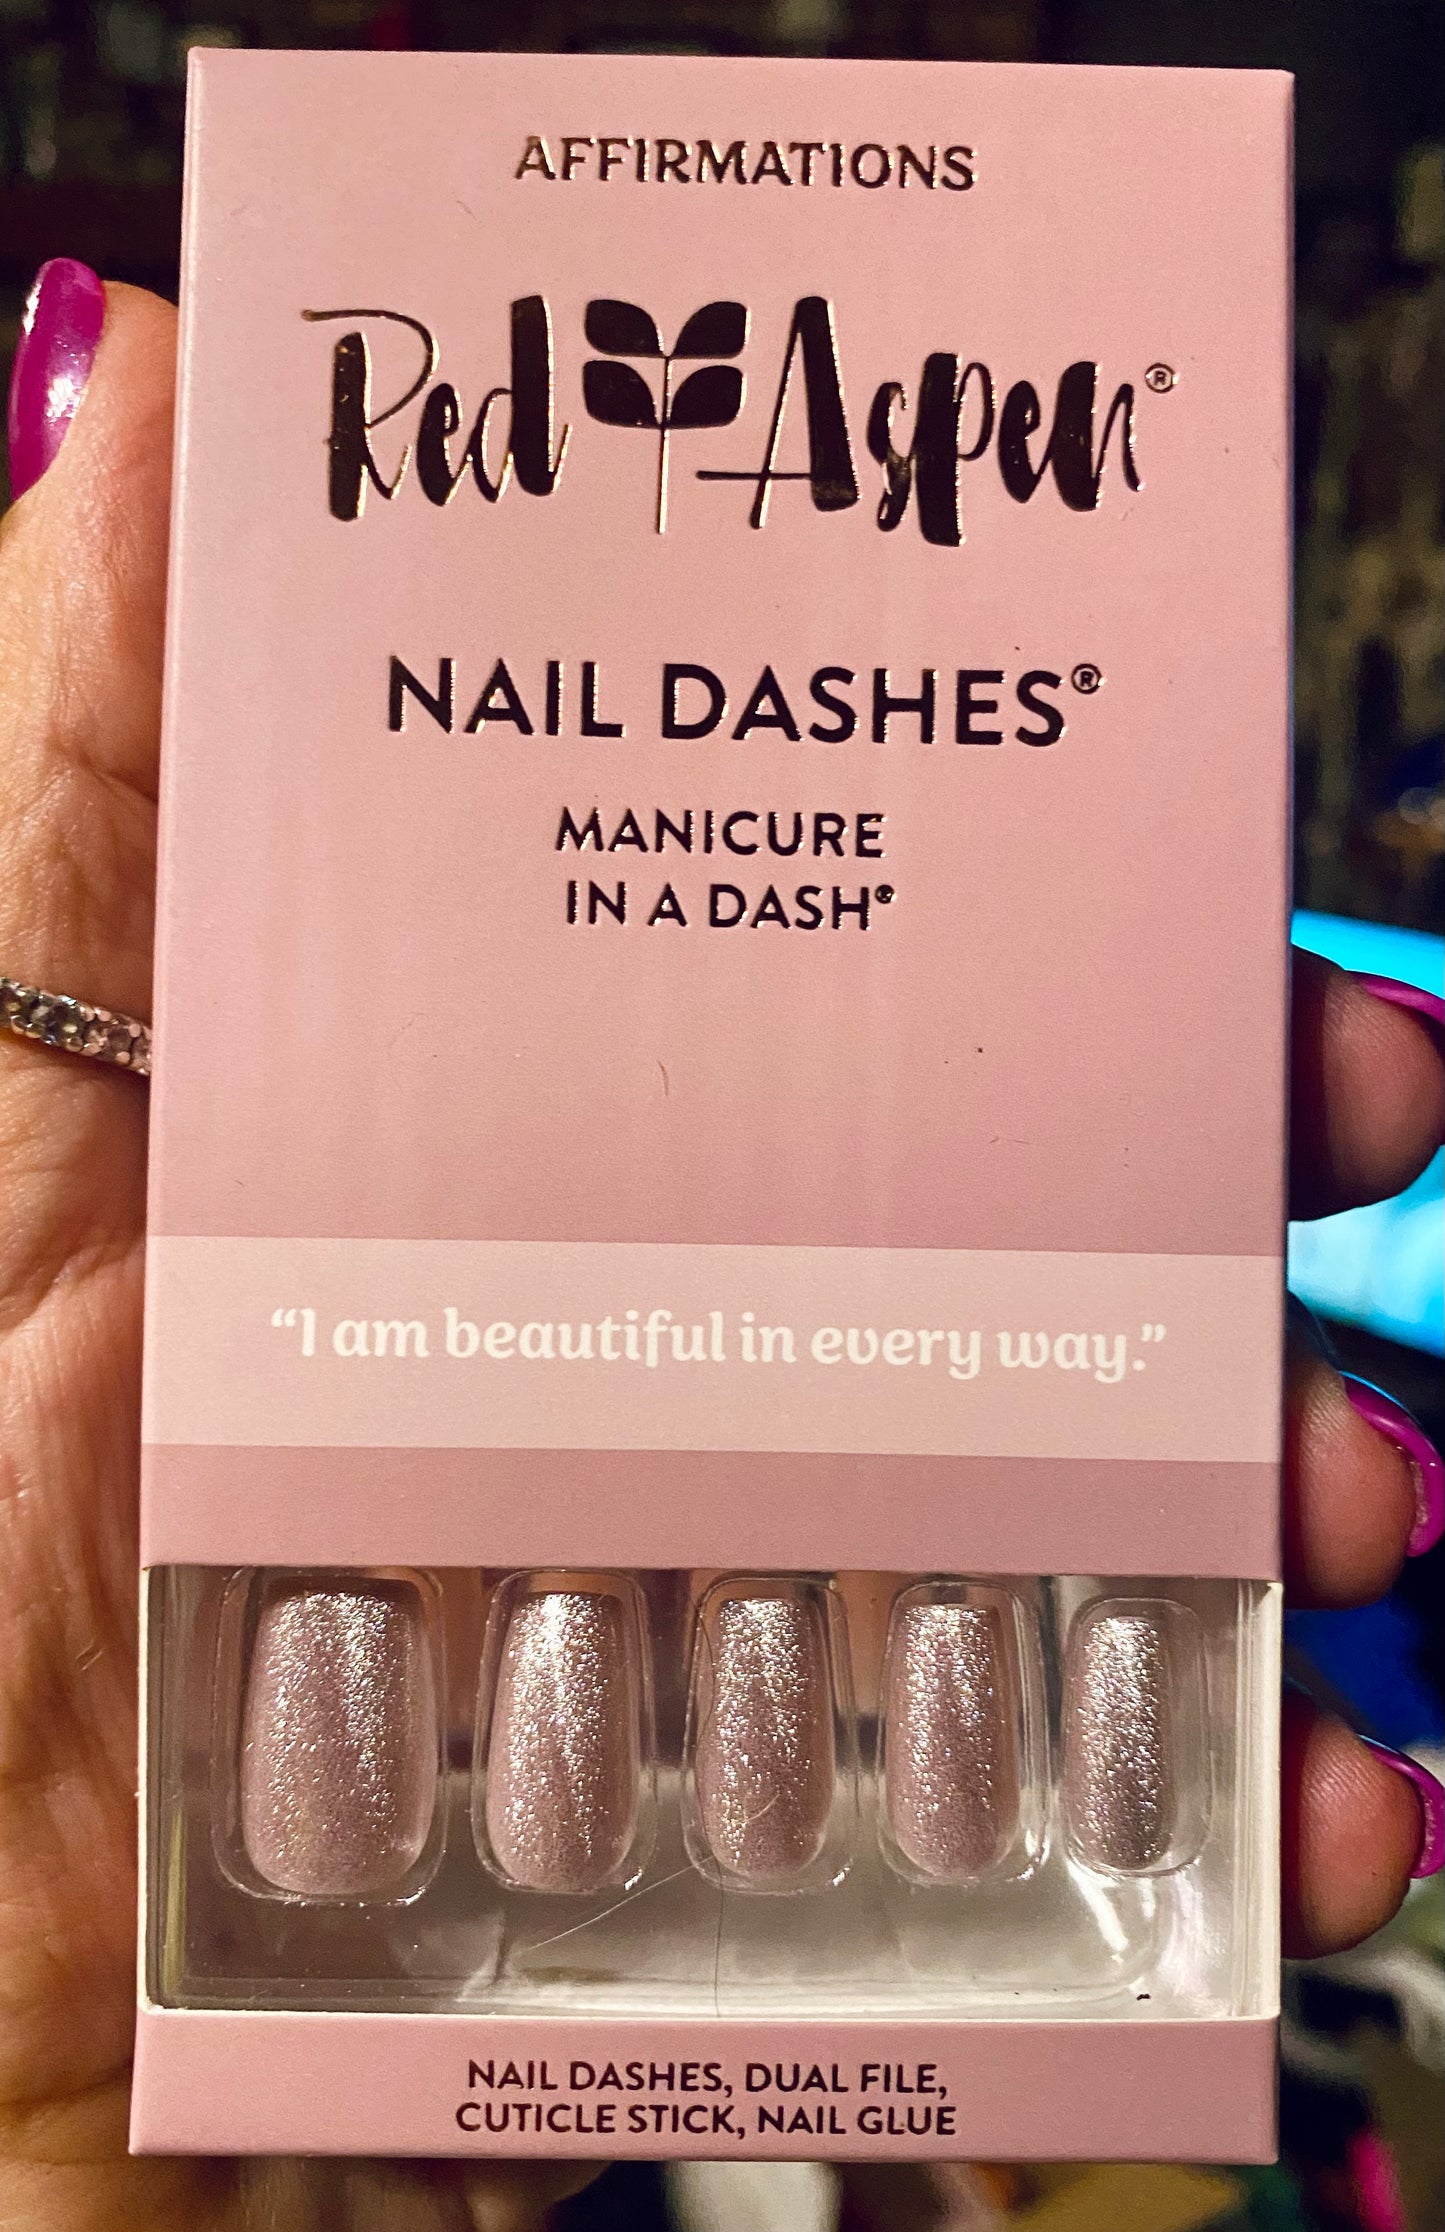 AFFIRMATIONS
Red Aspen®
NAIL DASHES®
MANICURE
IN A DASH®
“I am beautiful in every way.”
NAIL DASHES, DUAL FILE,
CUTICLE STICK, NAIL GLUE